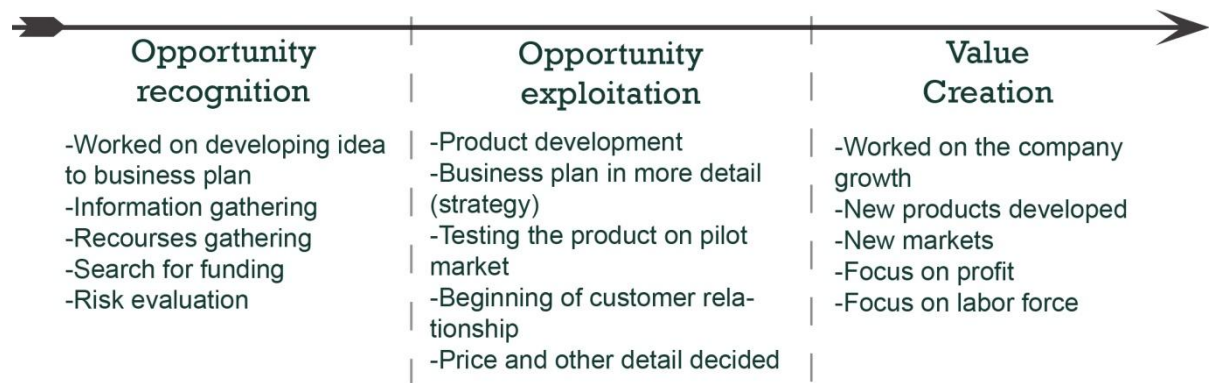 Opportunity
recognition
-Worked on developing idea
to business plan
-Information gathering
-Recourses gathering
-Search for funding
-Risk evaluation
Opportunity
exploitation
-Product development
-Business plan in more detail
(strategy)
-Testing the product on pilot
market
-Beginning of customer rela-
tionship
-Price and other detail decided
Value
Creation
-Worked on the company
growth
-New products developed
-New markets
-Focus on profit
-Focus on labor force